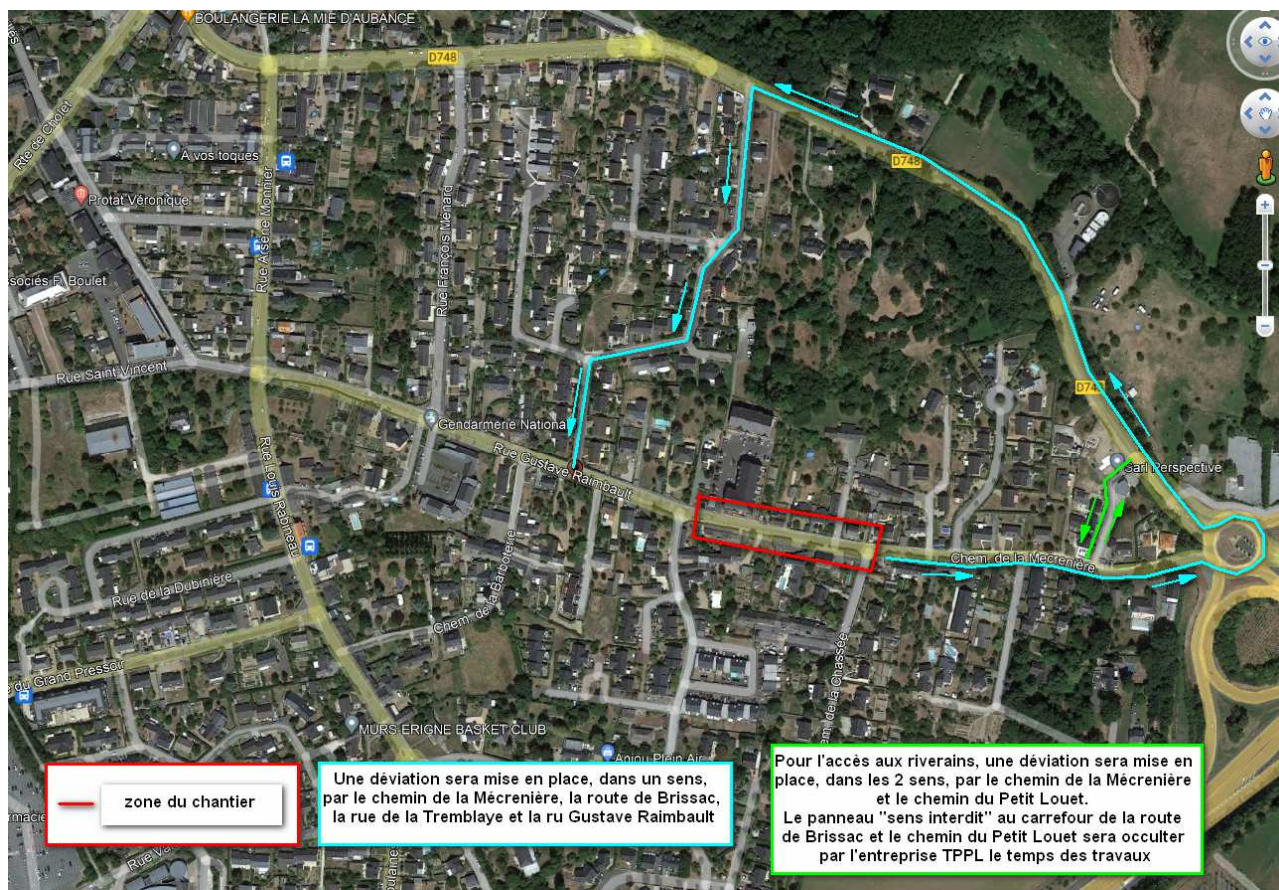 BOULANGERIE LA MIE D'AUBANCE
D748
Rte de Cholet
A vos toques
Protat Véronique
Rue Arsène Monnier
Rue François Ménard
D748
ssociés F. Boulet
Rue Saint Vincent
Gendarmerie National
Rue Gustave Raimbault
D74
Sarl Perspective
Chem. de la Mécrenière
Rue Louis Rabineau
Rue de la Dubinière
Chem. de la Barboterie
Chem. de la Chaussée
e du Grand Pressoir
MURS-ERIGNE BASKET CLUB
Anjou Plein Air
zone du chantier
Une déviation sera mise en place, dans un sens,
par le chemin de la Mécrenière, la route de Brissac,
la rue de la Tremblaye et la ru Gustave Raimbault
Pour l'accès aux riverains, une déviation sera mise en
place, dans les 2 sens, par le chemin de la Mécrenière
et le chemin du Petit Louet.
Le panneau "sens interdit" au carrefour de la route
de Brissac et le chemin du Petit Louet sera occulter
par l'entreprise TPPL le temps des travaux